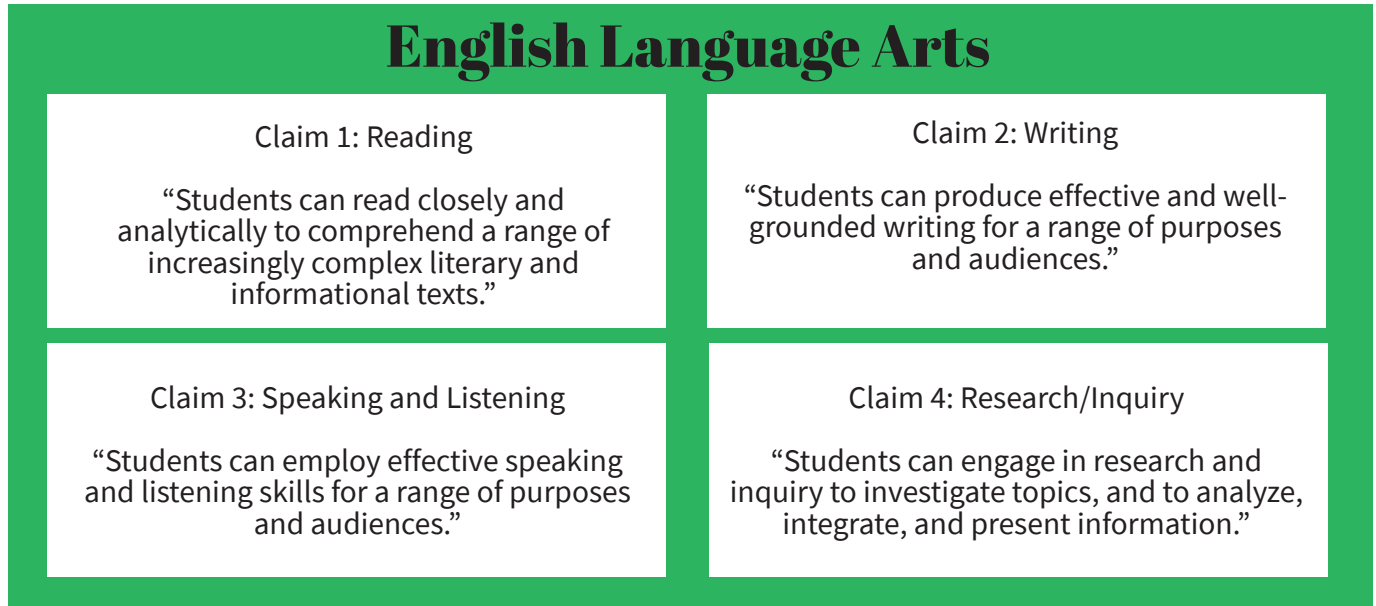 English Language Arts
Claim 1: Reading
“Students can read closely and
analytically to comprehend a range of
increasingly complex literary and
informational texts.”
Claim 2: Writing
“Students can produce effective and well-
grounded writing for a range of purposes
and audiences.”
Claim 3: Speaking and Listening
“Students can employ effective speaking
and listening skills for a range of purposes
and audiences.”
Claim 4: Research/Inquiry
“Students can engage in research and
inquiry to investigate topics, and to analyze,
integrate, and present information.”